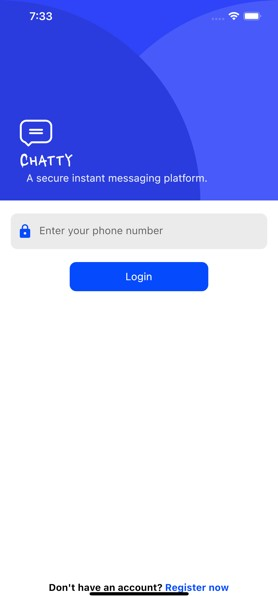 7:33
CHATTY
A secure instant messaging platform.
Enter your phone number
Login
Don't have an account? Register now